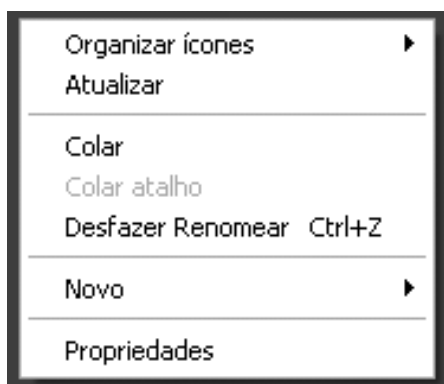 Organizar ícones
Atualizar
Colar
Colar atalho
Desfazer Renomear Ctrl+Z
Novo
Propriedades